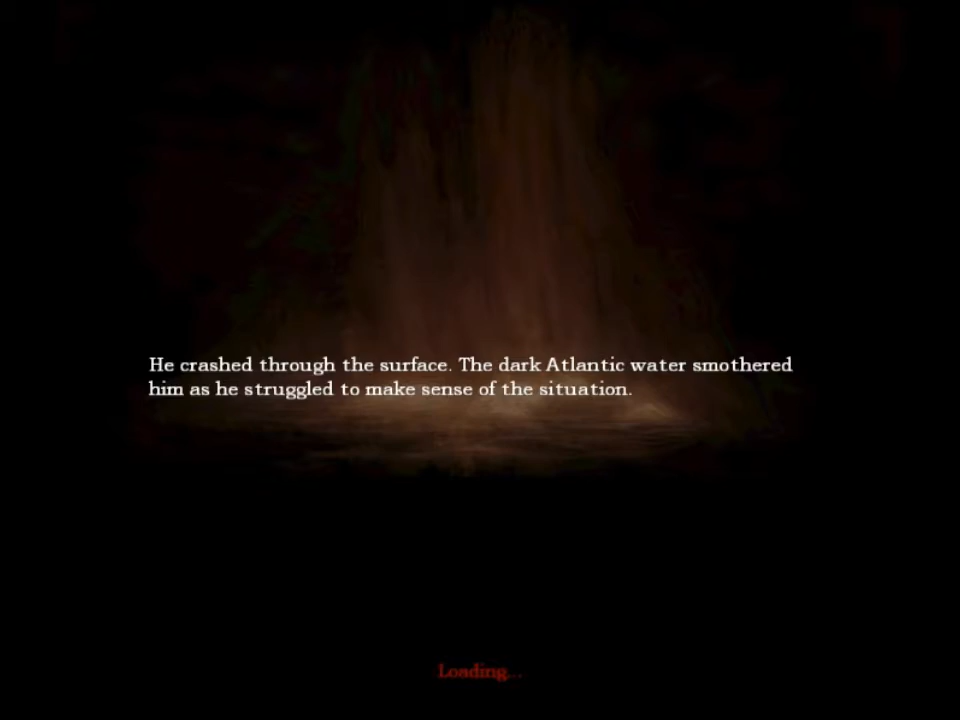 He crashed through the surface. The dark Atlantic water smothered
him as he struggled to make sense of the situation.
Loading...